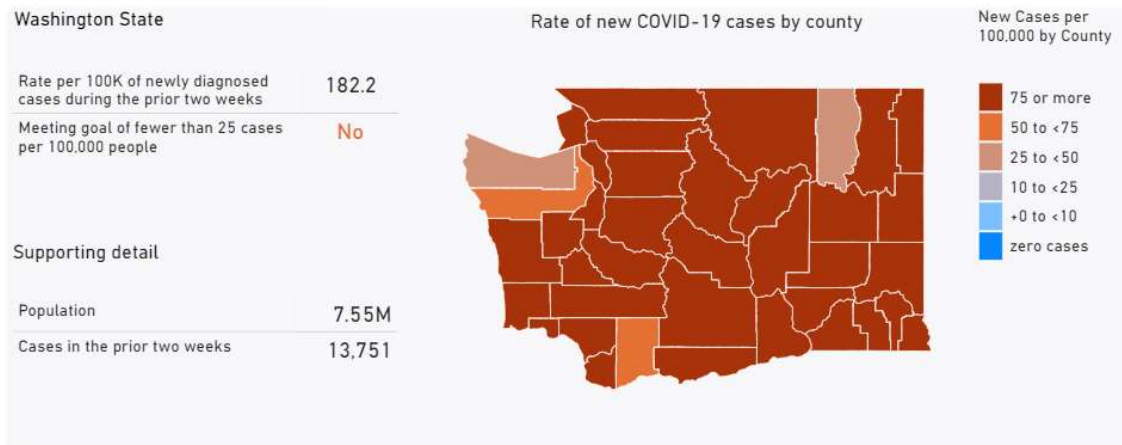 Washington State
Rate per 100K of newly diagnosed
cases during the prior two weeks
182.2
Meeting goal of fewer than 25 cases
per 100,000 people
No
Supporting detail
Population
7.55M
Cases in the prior two weeks
13,751
Rate of new COVID-19 cases by county
New Cases per
100,000 by County
75 or more
50 to <75
25 to <50
10 to <25
+0 to <10
zero cases